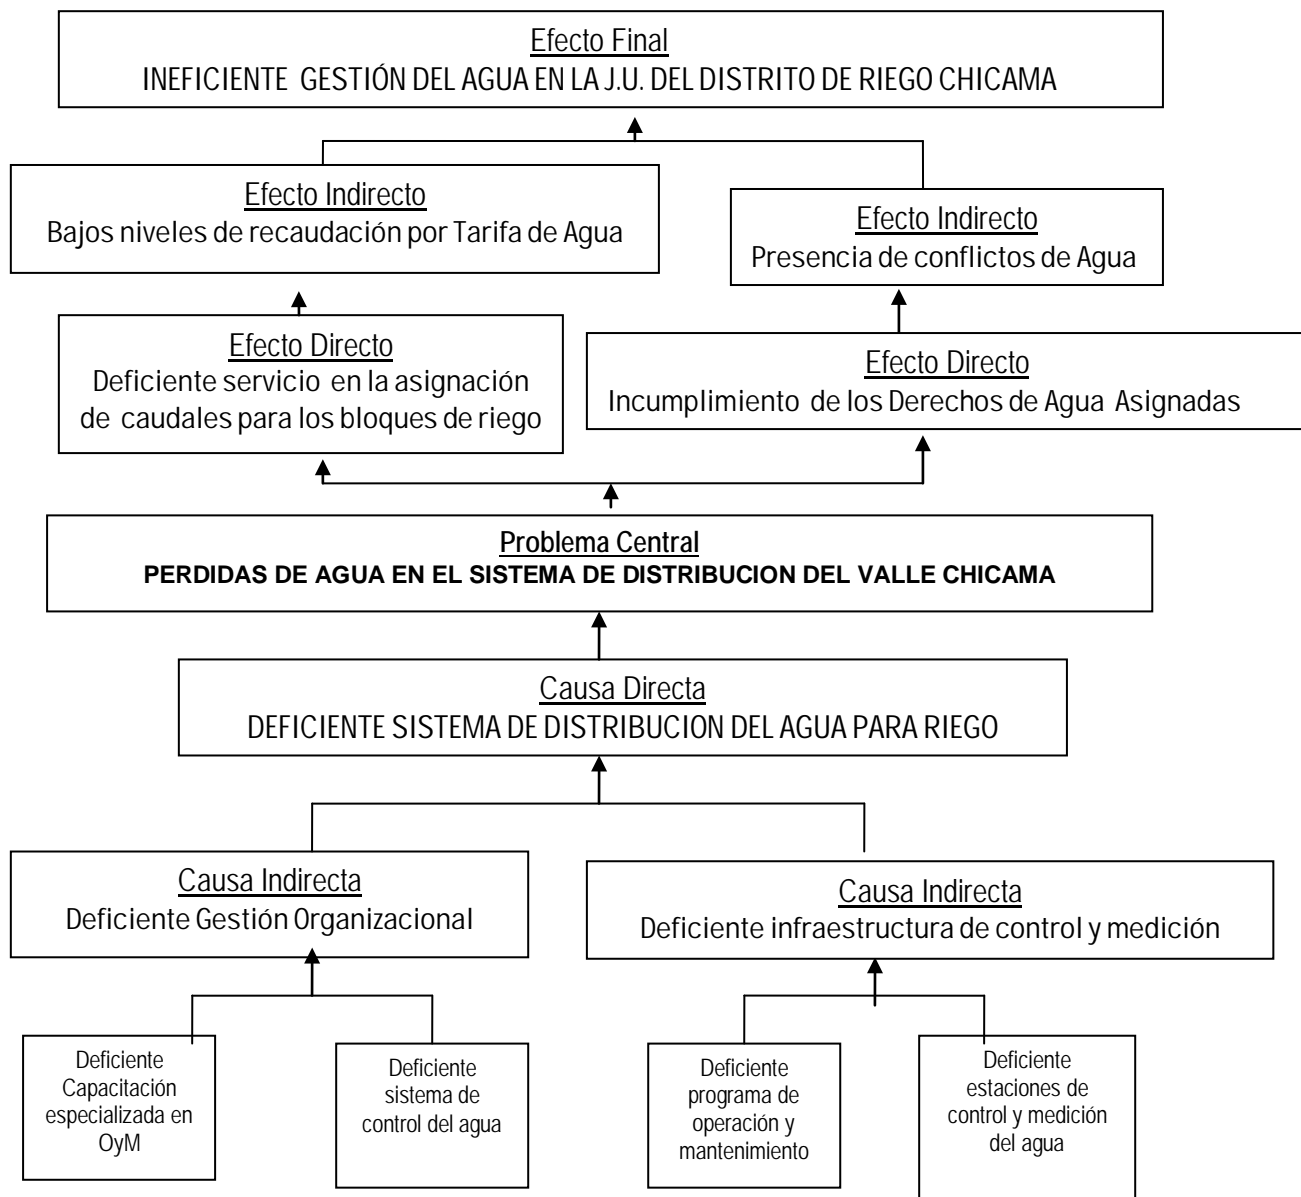 Efecto Final
INEFICIENTE GESTIÓN DEL AGUA EN LA J.U. DEL DISTRITO DE RIEGO CHICAMA
Efecto Indirecto
Bajos niveles de recaudación por Tarifa de Agua
Efecto Indirecto
Presencia de conflictos de Agua
Efecto Directo
Deficiente servicio en la asignación
de caudales para los bloques de riego
Efecto Directo
Incumplimiento de los Derechos de Agua Asignadas
Problema Central
PERDIDAS DE AGUA EN EL SISTEMA DE DISTRIBUCION DEL VALLE CHICAMA
Causa Directa
DEFICIENTE SISTEMA DE DISTRIBUCION DEL AGUA PARA RIEGO
Causa Indirecta
Deficiente Gestión Organizacional
Causa Indirecta
Deficiente infraestructura de control y medición
Deficiente
Capacitación
especializada en
OyM
Deficiente
sistema de
control del agua
Deficiente
programa de
operación y
mantenimiento
Deficiente
estaciones de
control y medición
del agua